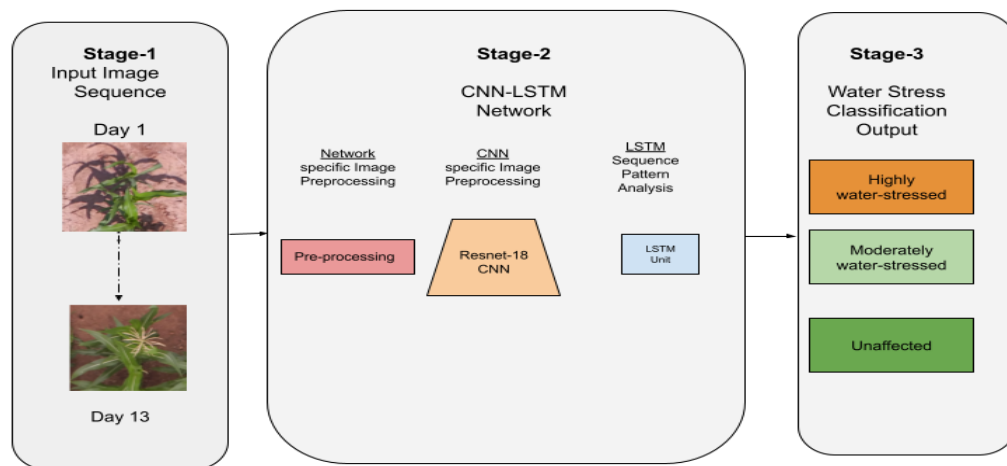 Stage-1
Input Image
Sequence
Day 1
Day 13
Stage-2
CNN-LSTM
Network
Network
specific Image
Preprocessing
CNN
specific Image
Preprocessing
LSTM
Sequence
Pattern
Analysis
Pre-processing
Resnet-18
CNN
LSTM
Unit
Stage-3
Water Stress
Classification
Output
Highly
water-stressed
Moderately
water-stressed
Unaffected